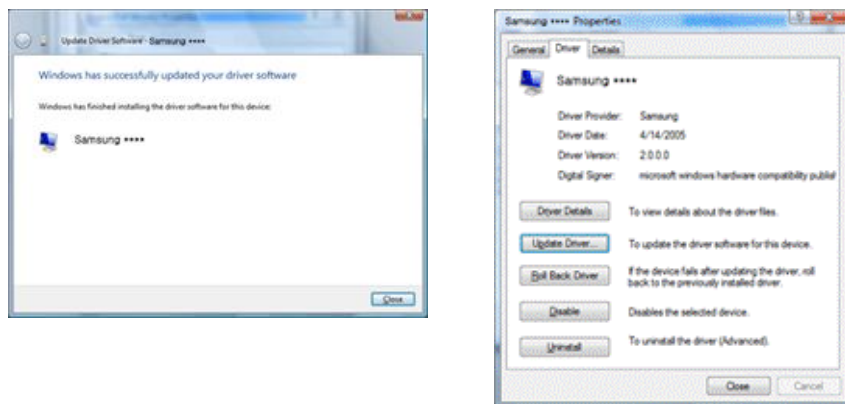 Update Driver Software - Samsung ••••
Windows has successfully updated your driver software
Windows has finished installing the driver software for this device:
Samsung ••••
Close
Samsung •••• Properties
General Driver Details
Samsung ••••
Driver Provider: Samsung
Driver Date: 4/14/2005
Driver Version: 2.0.0.0
Digital Signer: microsoft windows hardware compatibility publisl
Driver Details To view details about the driver files.
Update Driver... To update the driver software for this device.
Roll Back Driver If the device fails after updating the driver, roll
back to the previously installed driver.
Disable Disables the selected device.
Uninstall To uninstall the driver (Advanced).
Close Cancel